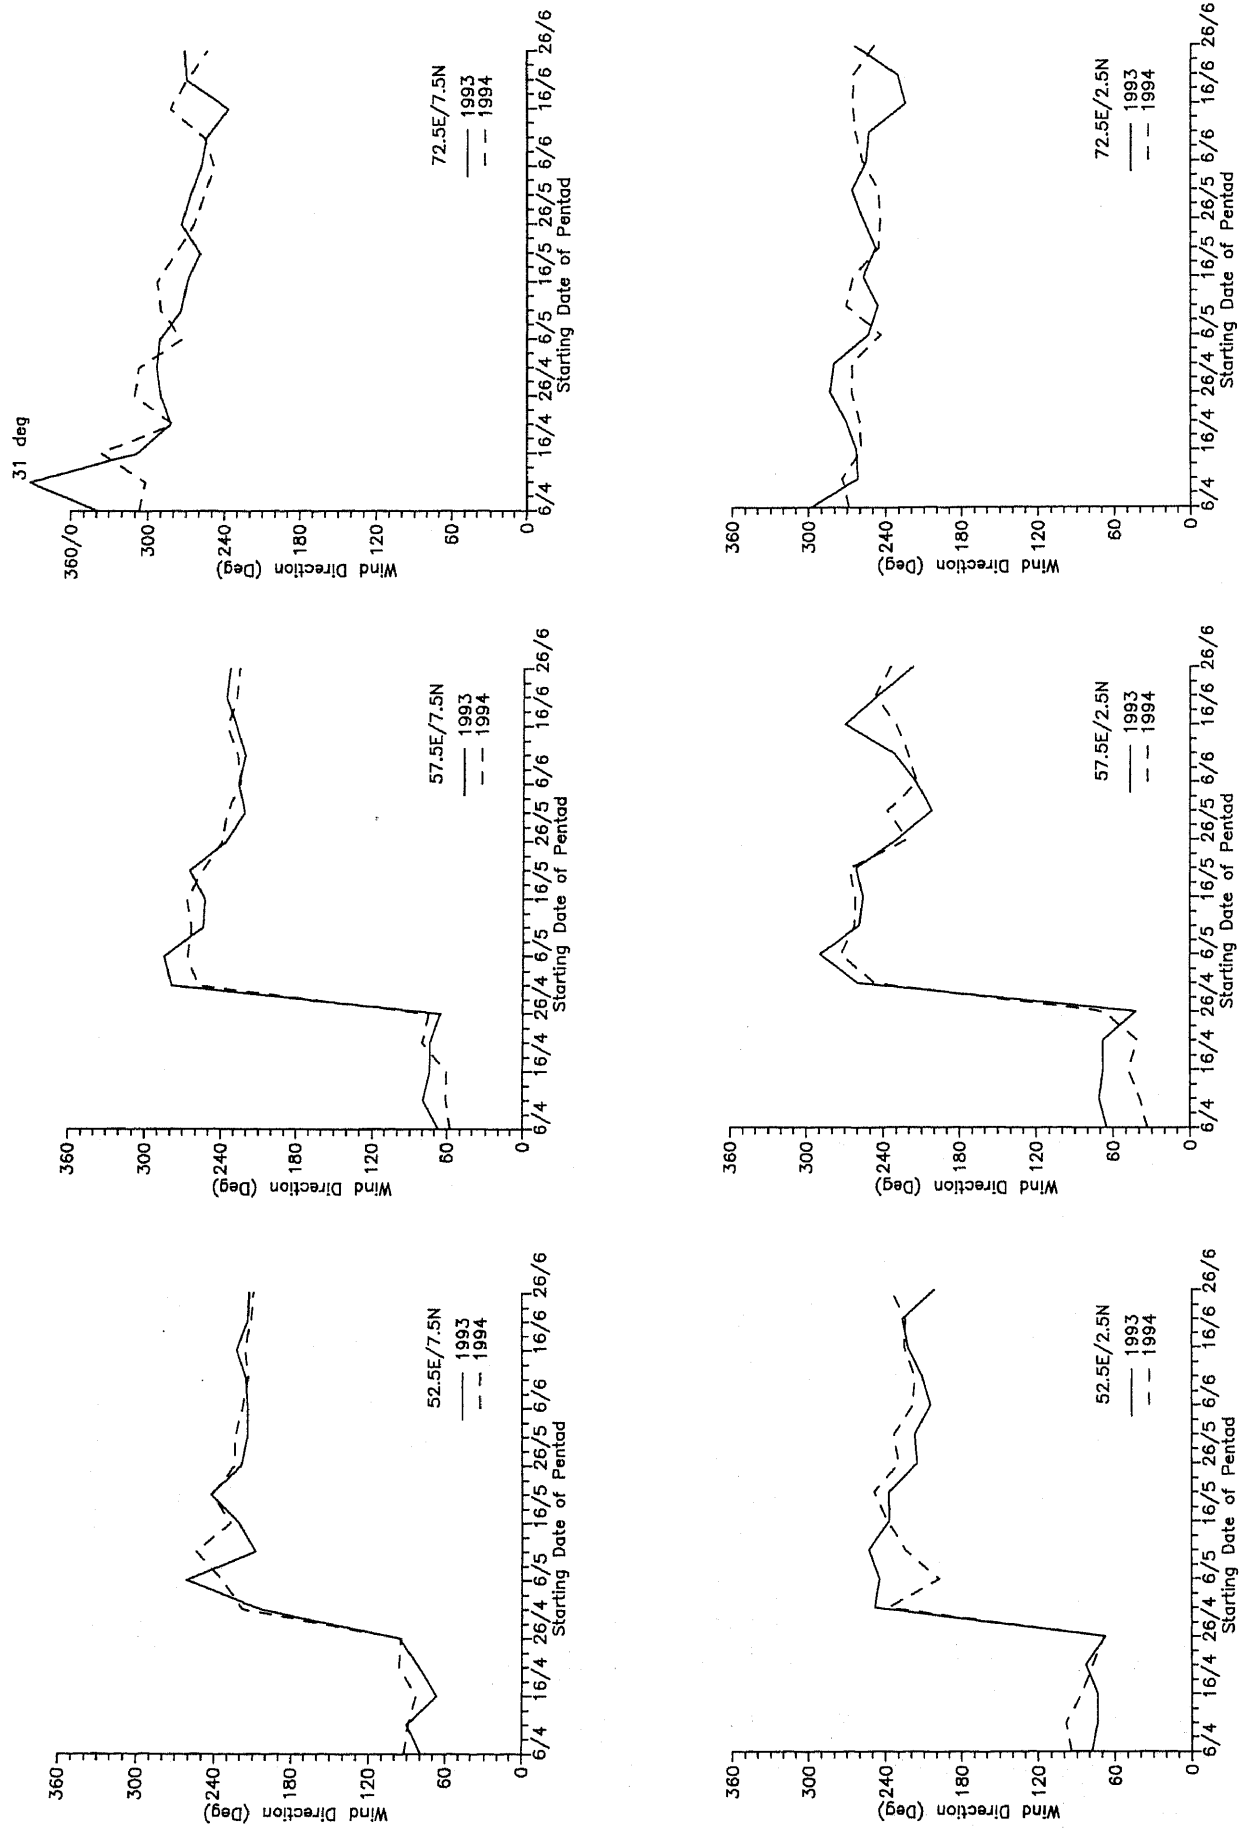 52.5E/7.5N
1993
1994
360
300
240
180
120
60
0
Wind Direction (Deg)
6/4 16/4 26/4 6/5 16/5 26/5 6/6 16/6 26/6
Starting Date of Pentad
57.5E/7.5N
1993
1994
360
300
240
180
120
60
0
Wind Direction (Deg)
6/4 16/4 26/4 6/5 16/5 26/5 6/6 16/6 26/6
Starting Date of Pentad
31 deg
72.5E/7.5N
1993
1994
360/0
300
240
180
120
60
0
Wind Direction (Deg)
6/4 16/4 26/4 6/5 16/5 26/5 6/6 16/6 26/6
Starting Date of Pentad
52.5E/2.5N
1993
1994
360
300
240
180
120
60
0
Wind Direction (Deg)
6/4 16/4 26/4 6/5 16/5 26/5 6/6 16/6 26/6
Starting Date of Pentad
57.5E/2.5N
1993
1994
360
300
240
180
120
60
0
Wind Direction (Deg)
6/4 16/4 26/4 6/5 16/5 26/5 6/6 16/6 26/6
Starting Date of Pentad
72.5E/2.5N
1993
1994
360
300
240
180
120
60
0
Wind Direction (Deg)
6/4 16/4 26/4 6/5 16/5 26/5 6/6 16/6 26/6
Starting Date of Pentad